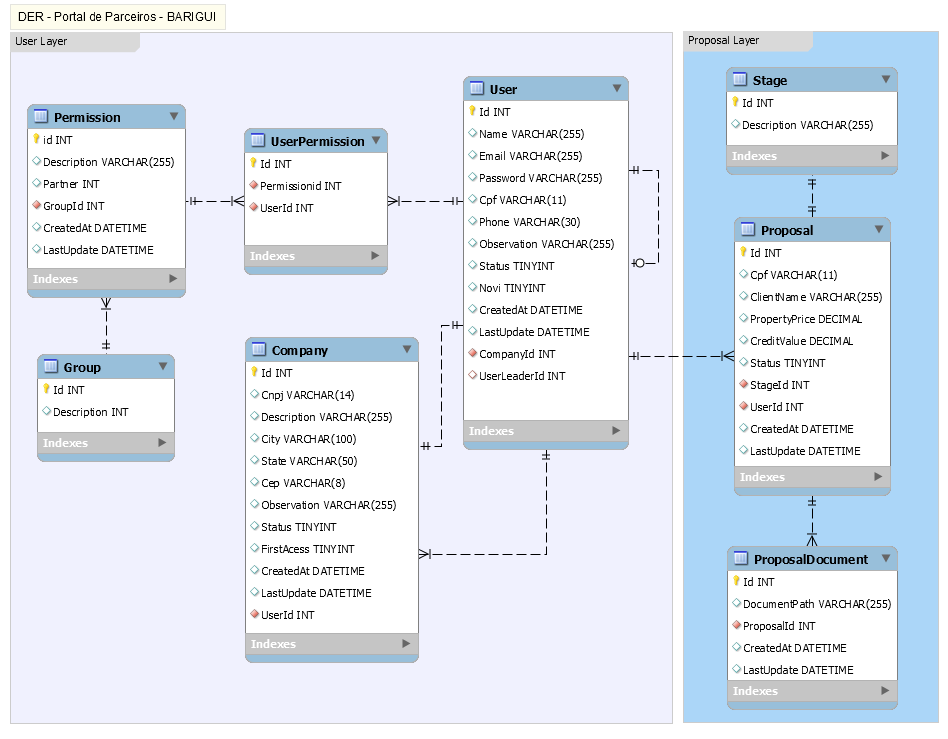 DER - Portal de Parceiros - BARIGUI
User Layer
Permission
id INT
Description VARCHAR(255)
Partner INT
GroupId INT
CreatedAt DATETIME
LastUpdate DATETIME
Indexes
Group
Id INT
Description INT
Indexes
UserPermission
Id INT
Permissionid INT
UserId INT
Indexes
Company
Id INT
Cnpj VARCHAR(14)
Description VARCHAR(255)
City VARCHAR(100)
State VARCHAR(50)
Cep VARCHAR(8)
Observation VARCHAR(255)
Status TINYINT
FirstAcess TINYINT
CreatedAt DATETIME
LastUpdate DATETIME
UserId INT
Indexes
User
Id INT
Name VARCHAR(255)
Email VARCHAR(255)
Password VARCHAR(255)
Cpf VARCHAR(11)
Phone VARCHAR(30)
Observation VARCHAR(255)
Status TINYINT
Novi TINYINT
CreatedAt DATETIME
LastUpdate DATETIME
CompanyId INT
UserLeaderId INT
Indexes
Proposal Layer
Stage
Id INT
Description VARCHAR(255)
Indexes
Proposal
Id INT
Cpf VARCHAR(11)
ClientName VARCHAR(255)
PropertyPrice DECIMAL
CreditValue DECIMAL
Status TINYINT
StageId INT
UserId INT
CreatedAt DATETIME
LastUpdate DATETIME
Indexes
ProposalDocument
Id INT
DocumentPath VARCHAR(255)
ProposalId INT
CreatedAt DATETIME
LastUpdate DATETIME
Indexes